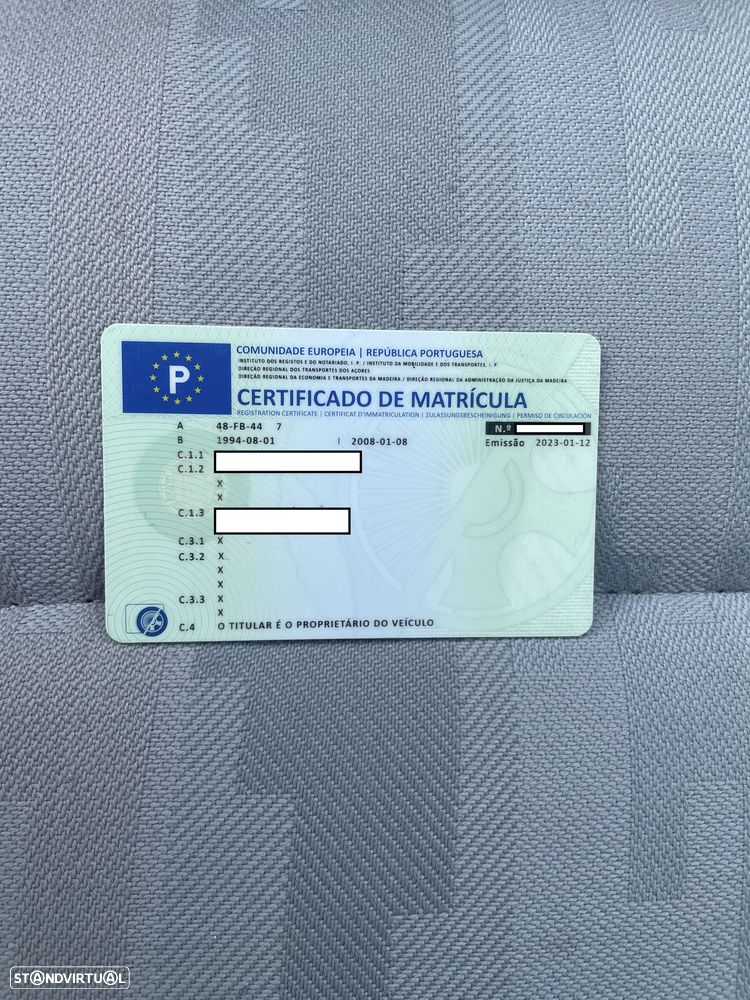 COMUNIDADE EUROPEIA | REPÚBLICA PORTUGUESA
INSTITUTO DOS REGISTOS E DO NOTARIADO, I. P. / INSTITUTO DA MOBILIDADE E DOS TRANSPORTES, I. P.
DIREÇÃO REGIONAL DOS TRANSPORTES DOS AÇORES
DIREÇÃO REGIONAL DA ECONOMIA E TRANSPORTES DA MADEIRA / DIREÇÃO REGIONAL DA ADMINISTRAÇÃO DA JUSTIÇA DA MADEIRA
P
CERTIFICADO DE MATRÍCULA
REGISTRATION CERTIFICATE | CERTIFICAT D'IMMATRICULATION | ZULASSUNGSBESCHEINIGUNG | PERMISO DE CIRCULACIÓN
A 48-FB-44 7 N.º
B 1994-08-01 I 2008-01-08 Emissão 2023-01-12
C.1.1
C.1.2
X
X
C.1.3
C.3.1 X
C.3.2 X
X
X
C.3.3 X
X
C.4 O TITULAR É O PROPRIETÁRIO DO VEÍCULO
STANDVIRTUAL